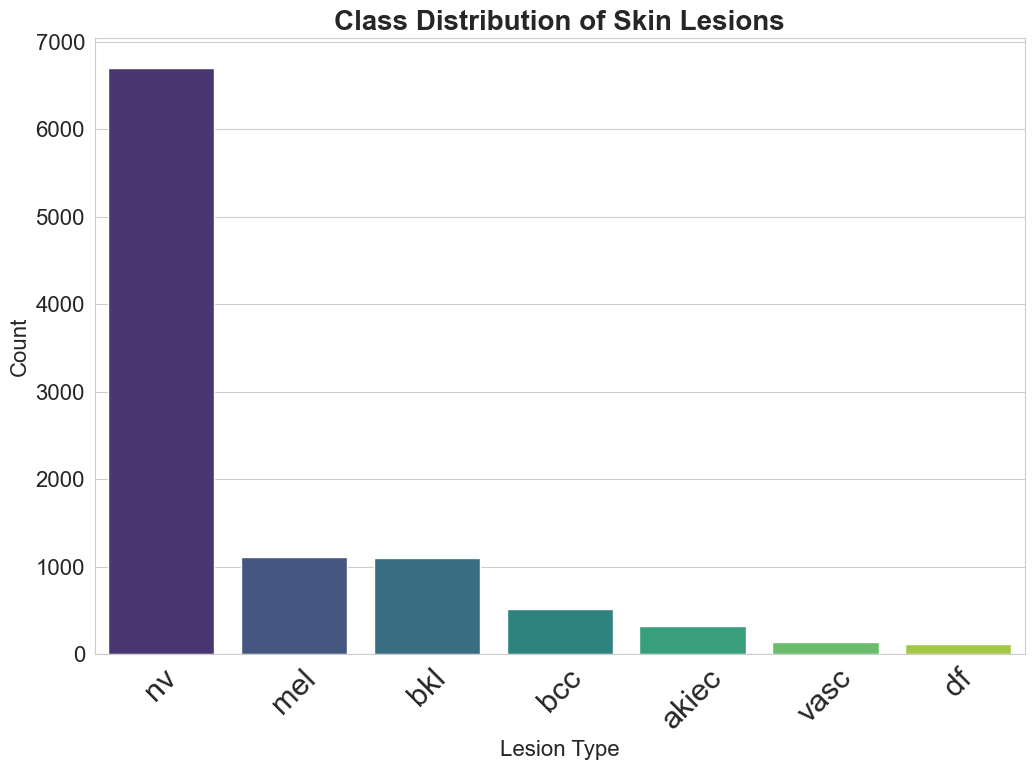 Class Distribution of Skin Lesions
7000
6000
5000
4000
3000
2000
1000
0
Count
nv
mel
bkl
bcc
akiec
vasc
df
Lesion Type